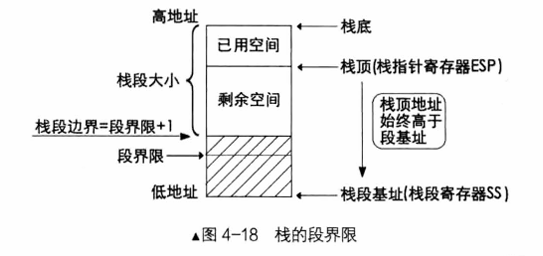 高地址
栈底
已用空间
栈段大小
栈顶(栈指针寄存器ESP)
剩余空间
栈顶地址
始终高于
段基址
栈段边界=段界限+1
段界限
低地址
栈段基址(栈段寄存器SS)
▲图 4-18 栈的段界限